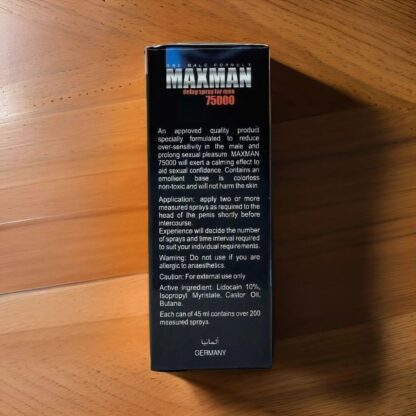 MAXMAN
delay spray for men
75000
An approved quality product
specially formulated to reduce
over-sensitivity in the male and
prolong sexual pleasure MAXMAN
75000 will exert a calming effect to
aid sexual confidence. Contains an
emollient base is colorless
non-toxic and will not harm the skin.
Application: apply two or more
measured sprays as required to the
head of the penis shortly before
intercourse.
Experience will decide the number
of sprays and time interval required
to suit your individual requirements.
Warning: Do not use if you are
allergic to anaesthetics.
Caution: For external use only
Active Ingredient: Lidocain 10%,
Isopropyl Myristale, Castor Oil,
Butane.
Each can of 45 ml contains over 200
measured sprays.
ألمانيا
GERMANY